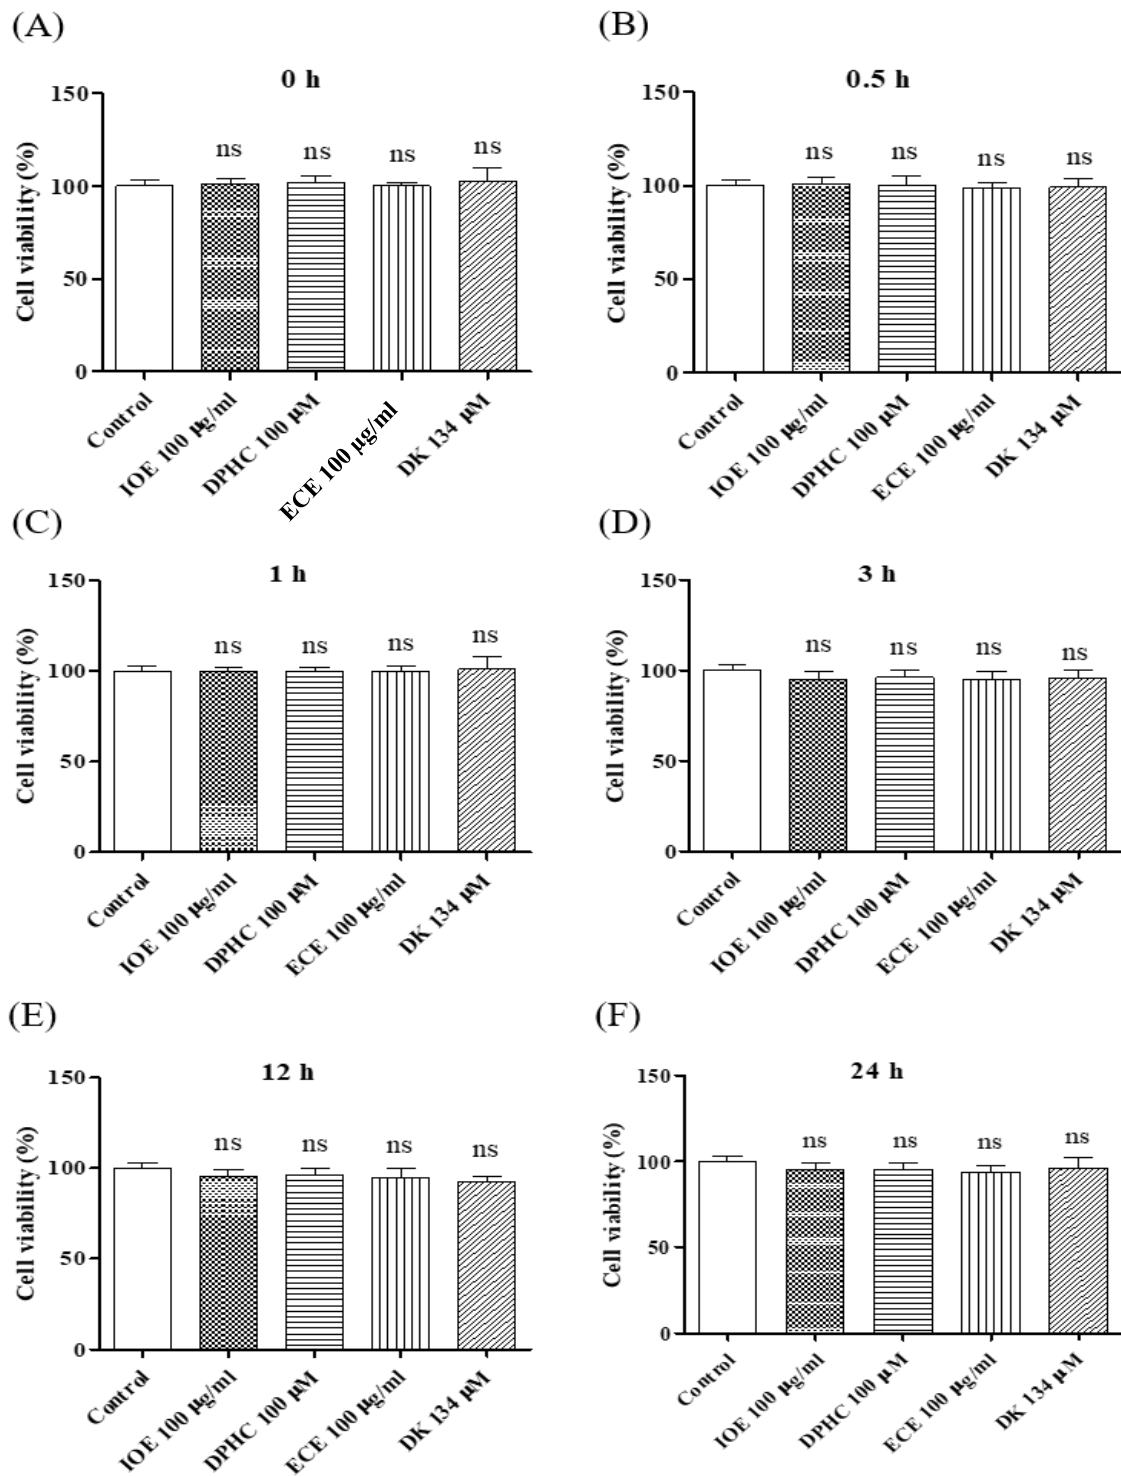 (A)
0 h
Cell viability (%)
150
100
50
0
ns
ns
ns
ns
Control
IOE 100 µg/ml
DPHC 100 µM
ECE 100 µg/ml
DK 134 µM
(B)
0.5 h
Cell viability (%)
150
100
50
0
ns
ns
ns
ns
Control
IOE 100 µg/ml
DPHC 100 µM
ECE 100 µg/ml
DK 134 µM
(C)
1 h
Cell viability (%)
150
100
50
0
ns
ns
ns
ns
Control
IOE 100 µg/ml
DPHC 100 µM
ECE 100 µg/ml
DK 134 µM
(D)
3 h
Cell viability (%)
150
100
50
0
ns
ns
ns
ns
Control
IOE 100 µg/ml
DPHC 100 µM
ECE 100 µg/ml
DK 134 µM
(E)
12 h
Cell viability (%)
150
100
50
0
ns
ns
ns
ns
Control
IOE 100 µg/ml
DPHC 100 µM
ECE 100 µg/ml
DK 134 µM
(F)
24 h
Cell viability (%)
150
100
50
0
ns
ns
ns
ns
Control
IOE 100 µg/ml
DPHC 100 µM
ECE 100 µg/ml
DK 134 µM